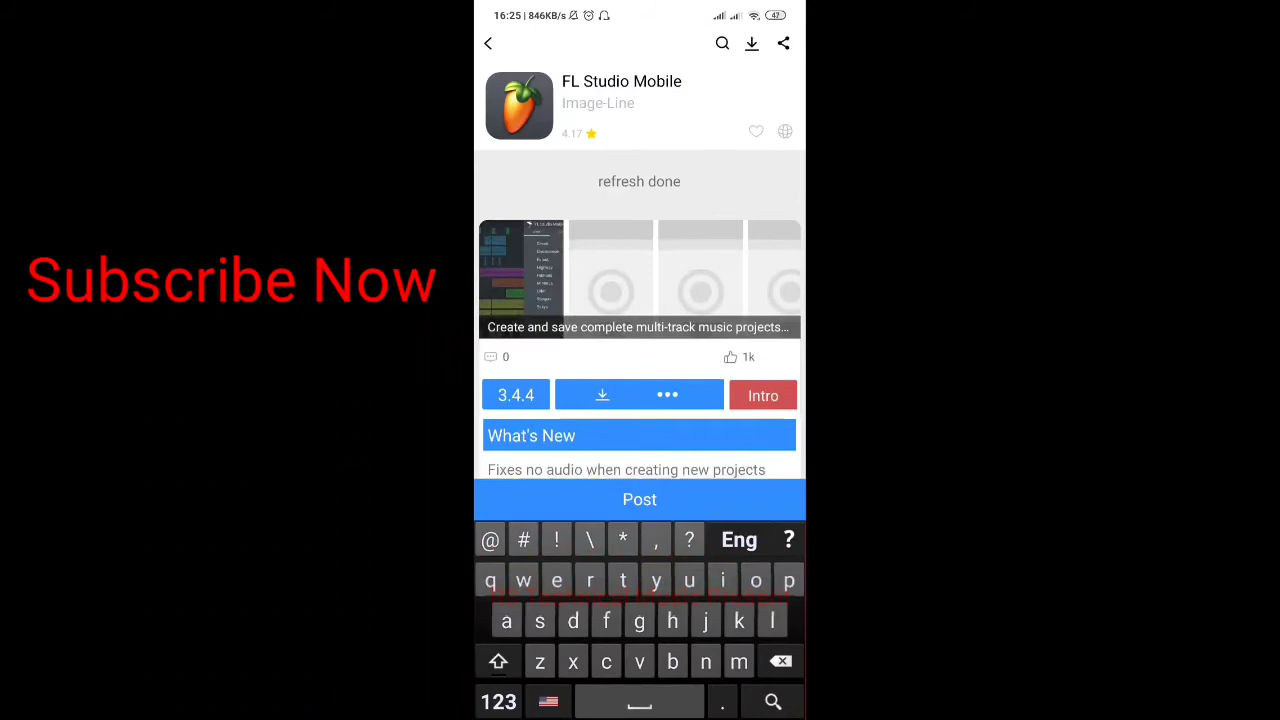 16:25 | 846KB/s
47
FL Studio Mobile
Image-Line
4.17
refresh done
Subscribe Now
Create and save complete multi-track music projects...
0
1k
3.4.4
Intro
What's New
Fixes no audio when creating new projects
Post
@ # ! \ * , ? Eng ?
q w e r t y u i o p
a s d f g h j k l
z x c v b n m
123 .